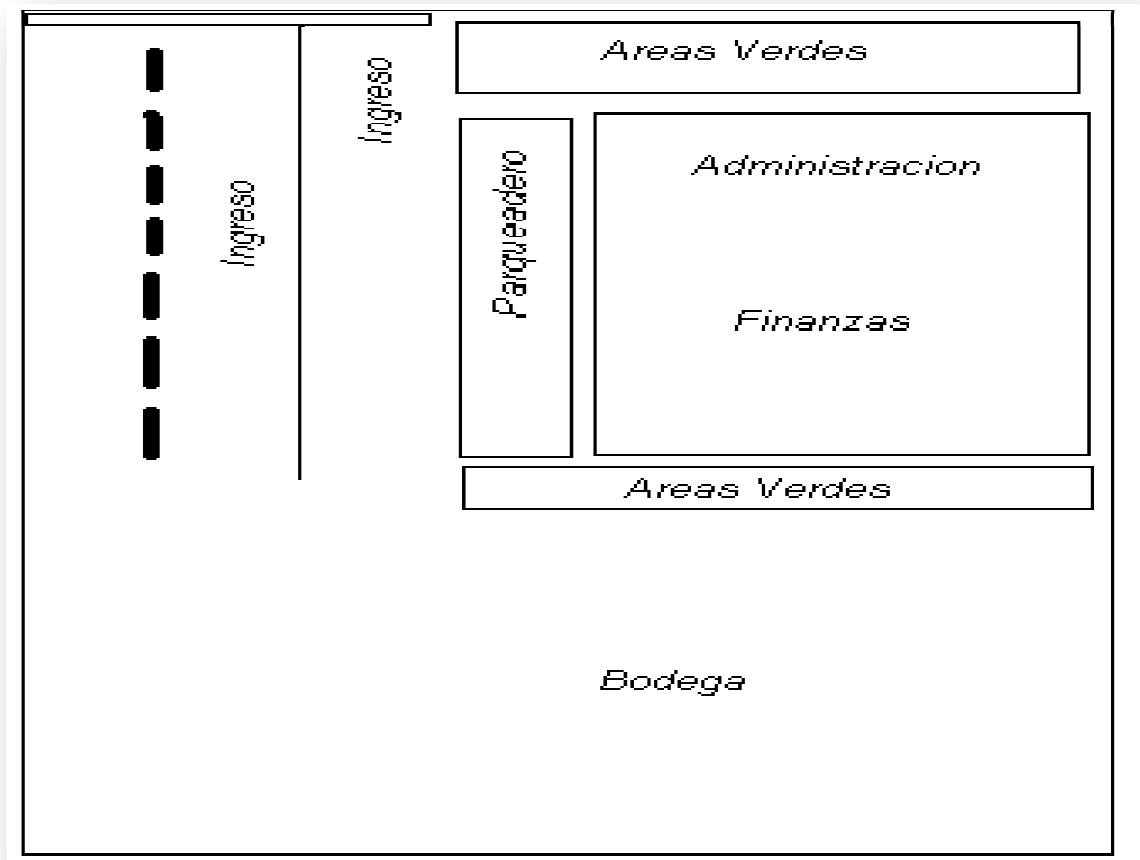 Areas Verdes
Ingreso
Ingreso
Parqueadero
Administracion
Finanzas
Areas Verdes
Bodega